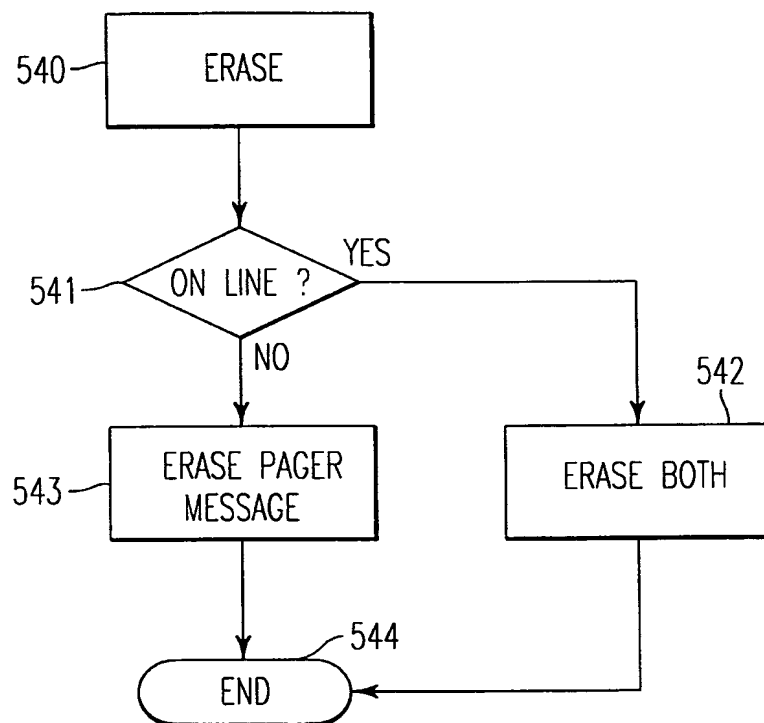 540
ERASE
541
ON LINE ?
YES
NO
542
543
ERASE PAGER
MESSAGE
ERASE BOTH
544
END